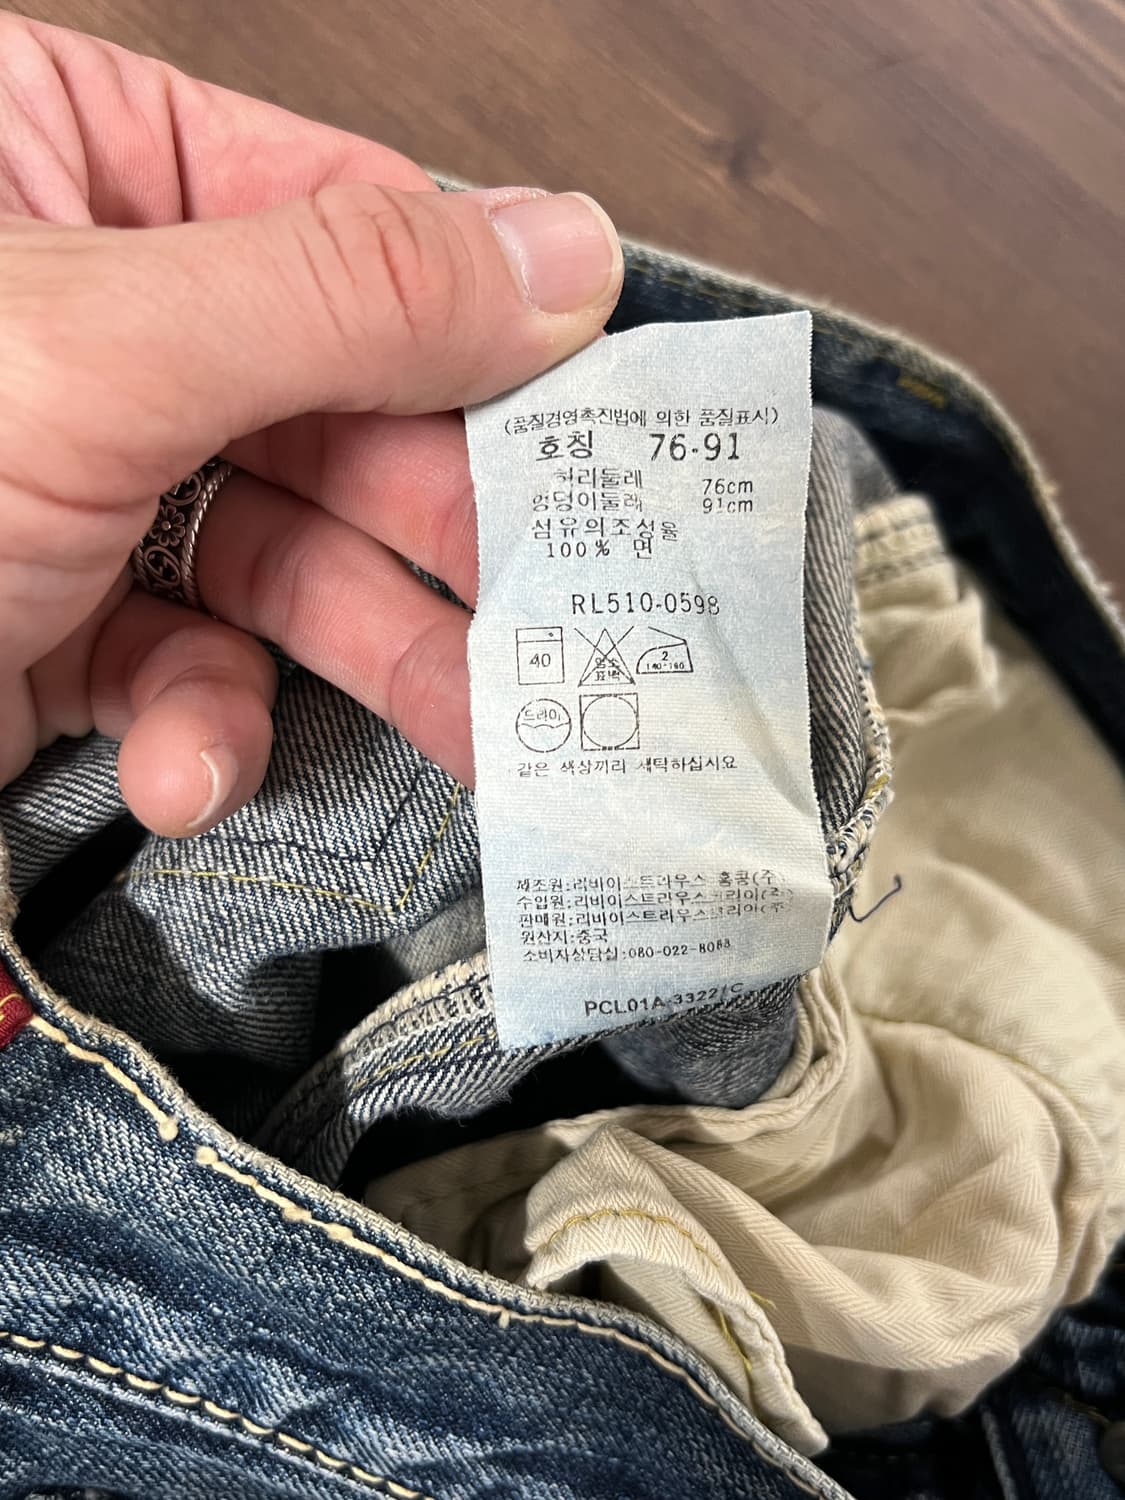 (품질경영촉진법에 의한 품질표시)
호칭 76-91
허리둘레 76cm
엉덩이둘레 91cm
섬유의조성율
100% 면
RL510-0598
40
염소
표백
2
140-160
드라이
같은 색상끼리 세탁하십시요
제조원:리바이스트라우스 홍콩(주)
수입원:리바이스트라우스코리아(주)
판매원:리바이스트라우스코리아(주)
원산지:중국
소비자상담실:080-022-8083